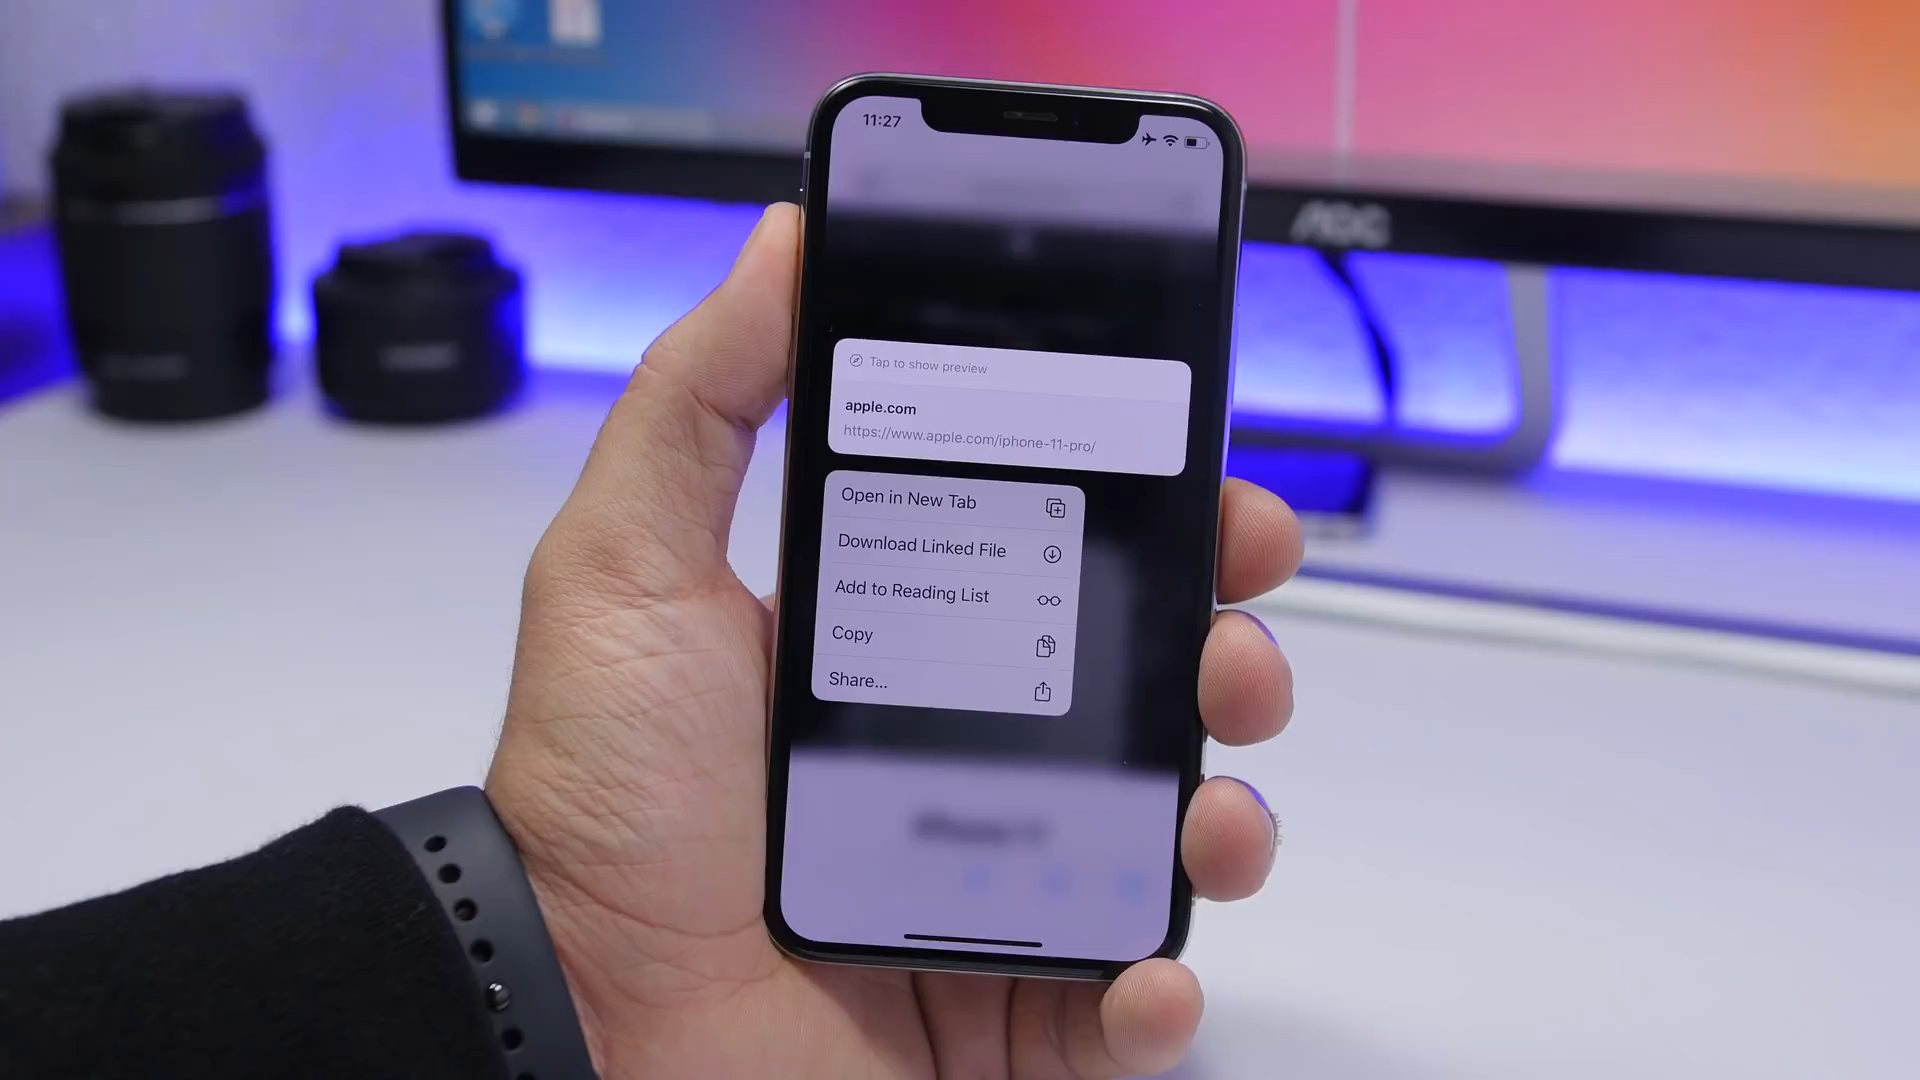 11:27
AOC
Tap to show preview
apple.com
https://www.apple.com/iphone-11-pro/
Open in New Tab
Download Linked File
Add to Reading List
Copy
Share...